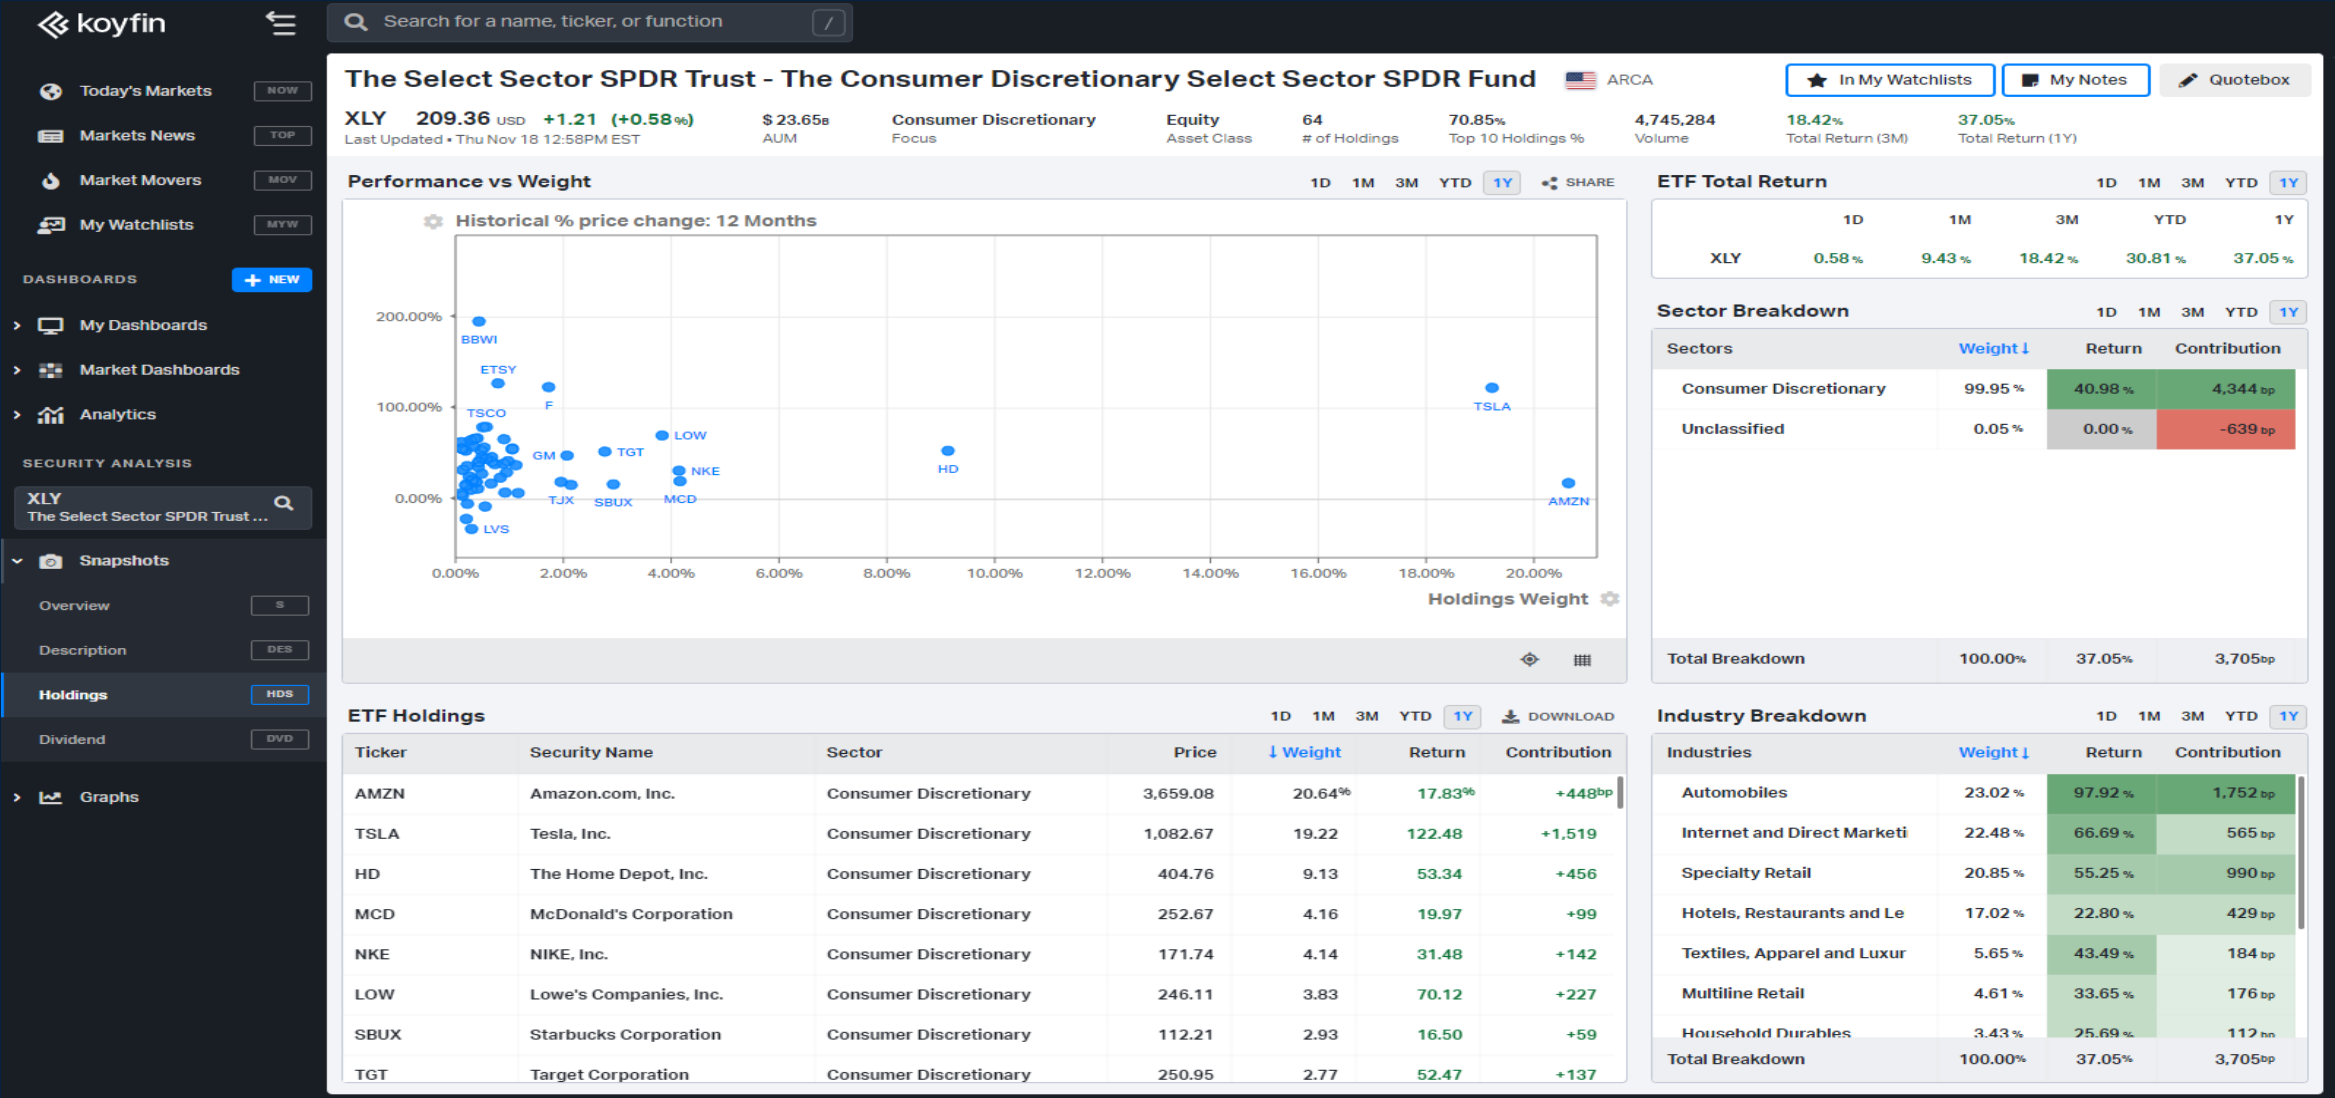 koyfin
Search for a name, ticker, or function /
Today's Markets NOW
Markets News TOP
Market Movers MOV
My Watchlists MYW
DASHBOARDS + NEW
My Dashboards
Market Dashboards
Analytics
SECURITY ANALYSIS
XLY
The Select Sector SPDR Trust ...
Snapshots
Overview S
Description DES
Holdings HDS
Dividend DVD
Graphs
The Select Sector SPDR Trust - The Consumer Discretionary Select Sector SPDR Fund ARCA
In My Watchlists My Notes Quotebox
XLY 209.36 USD +1.21 (+0.58%) $ 23.65B Consumer Discretionary Equity 64 70.85% 4,745,284 18.42% 37.05%
Last Updated • Thu Nov 18 12:58PM EST AUM Focus Asset Class # of Holdings Top 10 Holdings % Volume Total Return (3M) Total Return (1Y)
Performance vs Weight 1D 1M 3M YTD 1Y SHARE
Historical % price change: 12 Months
200.00%
100.00%
0.00%
BBWI
ETSY
F
TSCO
TSLA
LOW
GM
TGT
HD
NKE
TJX
SBUX
MCD
AMZN
LVS
0.00% 2.00% 4.00% 6.00% 8.00% 10.00% 12.00% 14.00% 16.00% 18.00% 20.00%
Holdings Weight
ETF Total Return 1D 1M 3M YTD 1Y
1D 1M 3M YTD 1Y
XLY 0.58% 9.43% 18.42% 30.81% 37.05%
Sector Breakdown 1D 1M 3M YTD 1Y
Sectors Weight↓ Return Contribution
Consumer Discretionary 99.95% 40.98% 4,344 bp
Unclassified 0.05% 0.00% -639 bp
Total Breakdown 100.00% 37.05% 3,705bp
ETF Holdings 1D 1M 3M YTD 1Y DOWNLOAD
Ticker Security Name Sector Price ↓Weight Return Contribution
AMZN Amazon.com, Inc. Consumer Discretionary 3,659.08 20.64% 17.83% +448bp
TSLA Tesla, Inc. Consumer Discretionary 1,082.67 19.22 122.48 +1,519
HD The Home Depot, Inc. Consumer Discretionary 404.76 9.13 53.34 +456
MCD McDonald's Corporation Consumer Discretionary 252.67 4.16 19.97 +99
NKE NIKE, Inc. Consumer Discretionary 171.74 4.14 31.48 +142
LOW Lowe's Companies, Inc. Consumer Discretionary 246.11 3.83 70.12 +227
SBUX Starbucks Corporation Consumer Discretionary 112.21 2.93 16.50 +59
TGT Target Corporation Consumer Discretionary 250.95 2.77 52.47 +137
Industry Breakdown 1D 1M 3M YTD 1Y
Industries Weight↓ Return Contribution
Automobiles 23.02% 97.92% 1,752 bp
Internet and Direct Marketi 22.48% 66.69% 565 bp
Specialty Retail 20.85% 55.25% 990 bp
Hotels, Restaurants and Le 17.02% 22.80% 429 bp
Textiles, Apparel and Luxur 5.65% 43.49% 184 bp
Multiline Retail 4.61% 33.65% 176 bp
Household Durables 3.43% 25.69% 112 bp
Total Breakdown 100.00% 37.05% 3,705bp